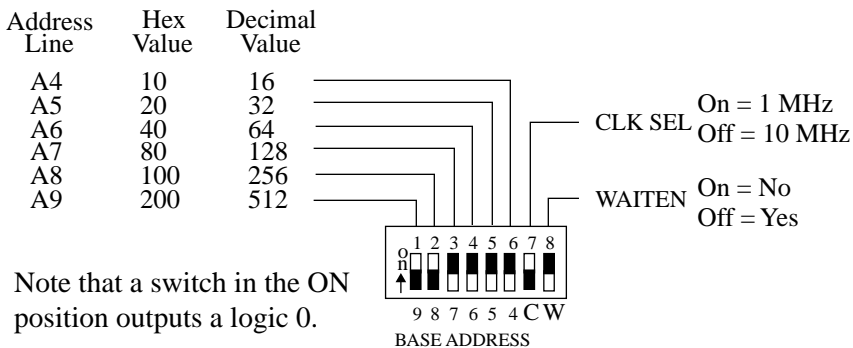 Address Hex Decimal
Line Value Value
A4 10 16
A5 20 32
A6 40 64
A7 80 128
A8 100 256
A9 200 512
CLK SEL On = 1 MHz
Off = 10 MHz
WAITEN On = No
Off = Yes
on
1 2 3 4 5 6 7 8
9 8 7 6 5 4 C W
BASE ADDRESS
Note that a switch in the ON
position outputs a logic 0.